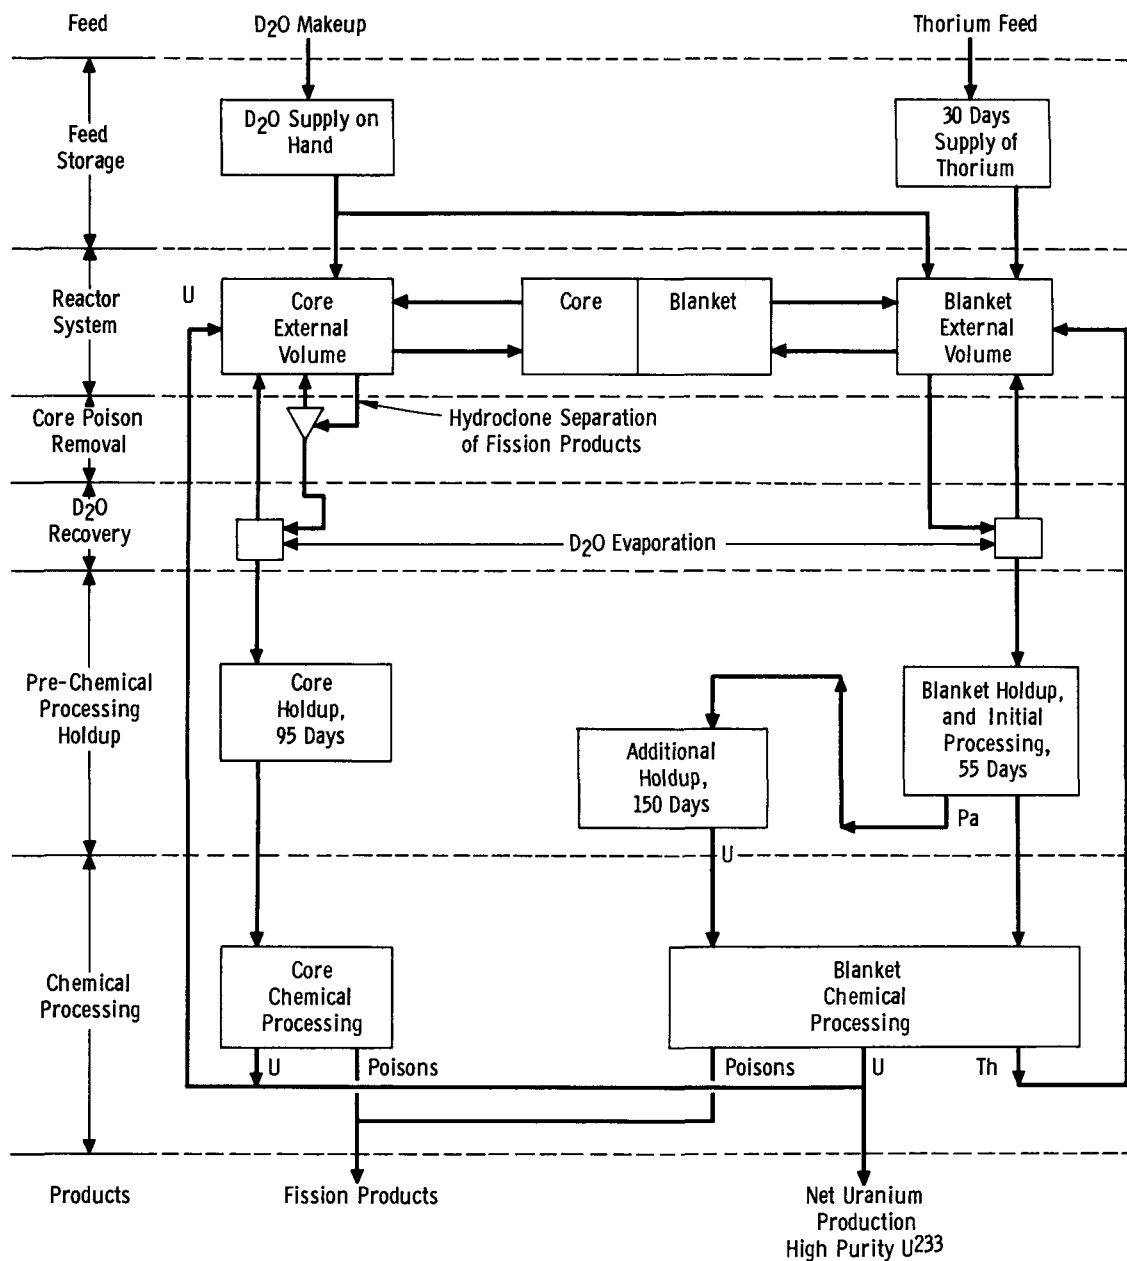 Feed
D2O Makeup
Thorium Feed
Feed
Storage
D2O Supply on
Hand
30 Days
Supply of
Thorium
Reactor
System
U
Core
External
Volume
Core
Blanket
Blanket
External
Volume
Core Poison
Removal
Hydroclone Separation
of Fission Products
D2O
Recovery
D2O Evaporation
Pre-Chemical
Processing
Holdup
Core
Holdup,
95 Days
Additional
Holdup,
150 Days
Blanket Holdup,
and Initial
Processing,
55 Days
Pa
U
Chemical
Processing
Core
Chemical
Processing
Blanket
Chemical
Processing
U
Poisons
Poisons
U
Th
Products
Fission Products
Net Uranium
Production
High Purity U233